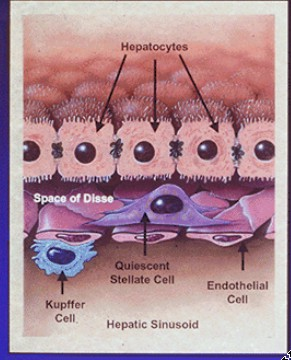 Hepatocytes
Space of Disse
Quiescent
Stellate Cell
Endothelial
Cell
Kupffer
Cell
Hepatic Sinusoid